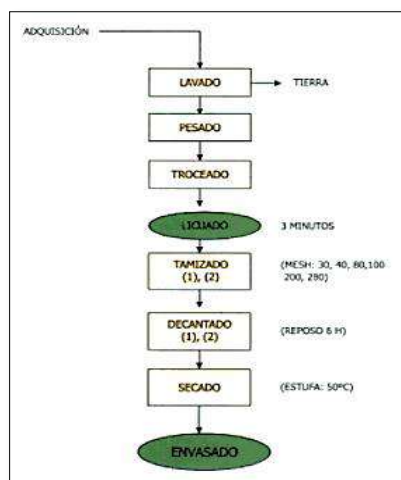 ADQUISICIÓN
LAVADO
TIERRA
PESADO
TROCEADO
LICUADO
3 MINUTOS
TAMIZADO
(1), (2)
(MESH: 30, 40, 80,100
200, 280)
DECANTADO
(1), (2)
(REPOSO 6 H)
SECADO
(ESTUFA: 50ºC)
ENVASADO